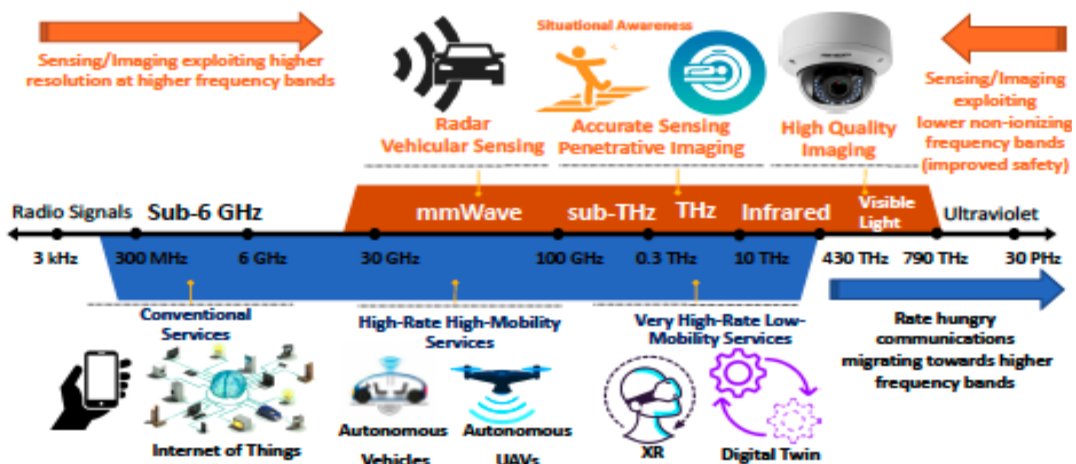 Sensing/Imaging exploiting higher
resolution at higher frequency bands
Situational Awareness
Radar
Vehicular Sensing
Accurate Sensing
Penetrative Imaging
High Quality
Imaging
Sensing/Imaging
exploiting
lower non-ionizing
frequency bands
(improved safety)
Radio Signals
Sub-6 GHz
mmWave
sub-THz
THz
Infrared
Visible
Light
Ultraviolet
3 kHz
300 MHz
6 GHz
30 GHz
100 GHz
0.3 THz
10 THz
430 THz
790 THz
30 PHz
Conventional
Services
High-Rate High-Mobility
Services
Very High-Rate Low-
Mobility Services
Rate hungry
communications
migrating towards higher
frequency bands
Internet of Things
Autonomous
Vehicles
Autonomous
UAVs
XR
Digital Twin